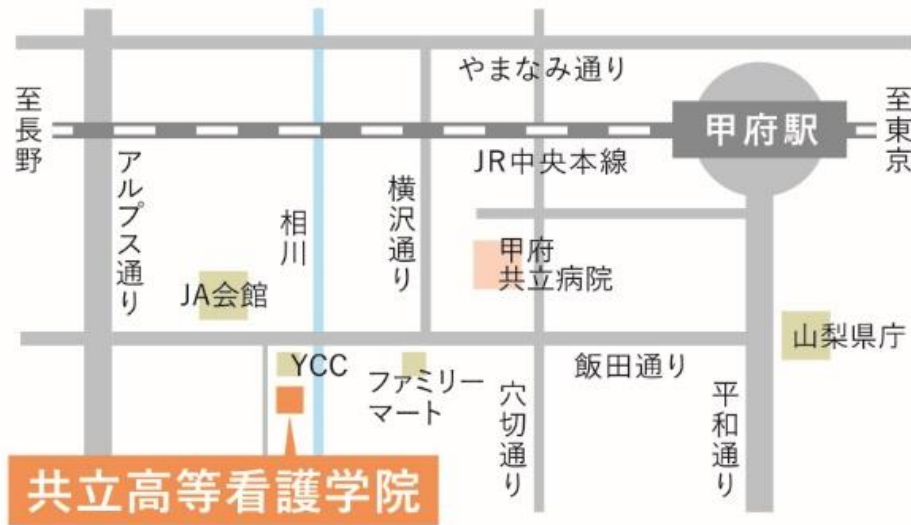 やまなみ通り
至長野
甲府駅
至東京
JR中央本線
アルプス通り
相川
横沢通り
甲府
共立病院
JA会館
山梨県庁
YCC
ファミリー
マート
飯田通り
穴切通り
平和通り
共立高等看護学院